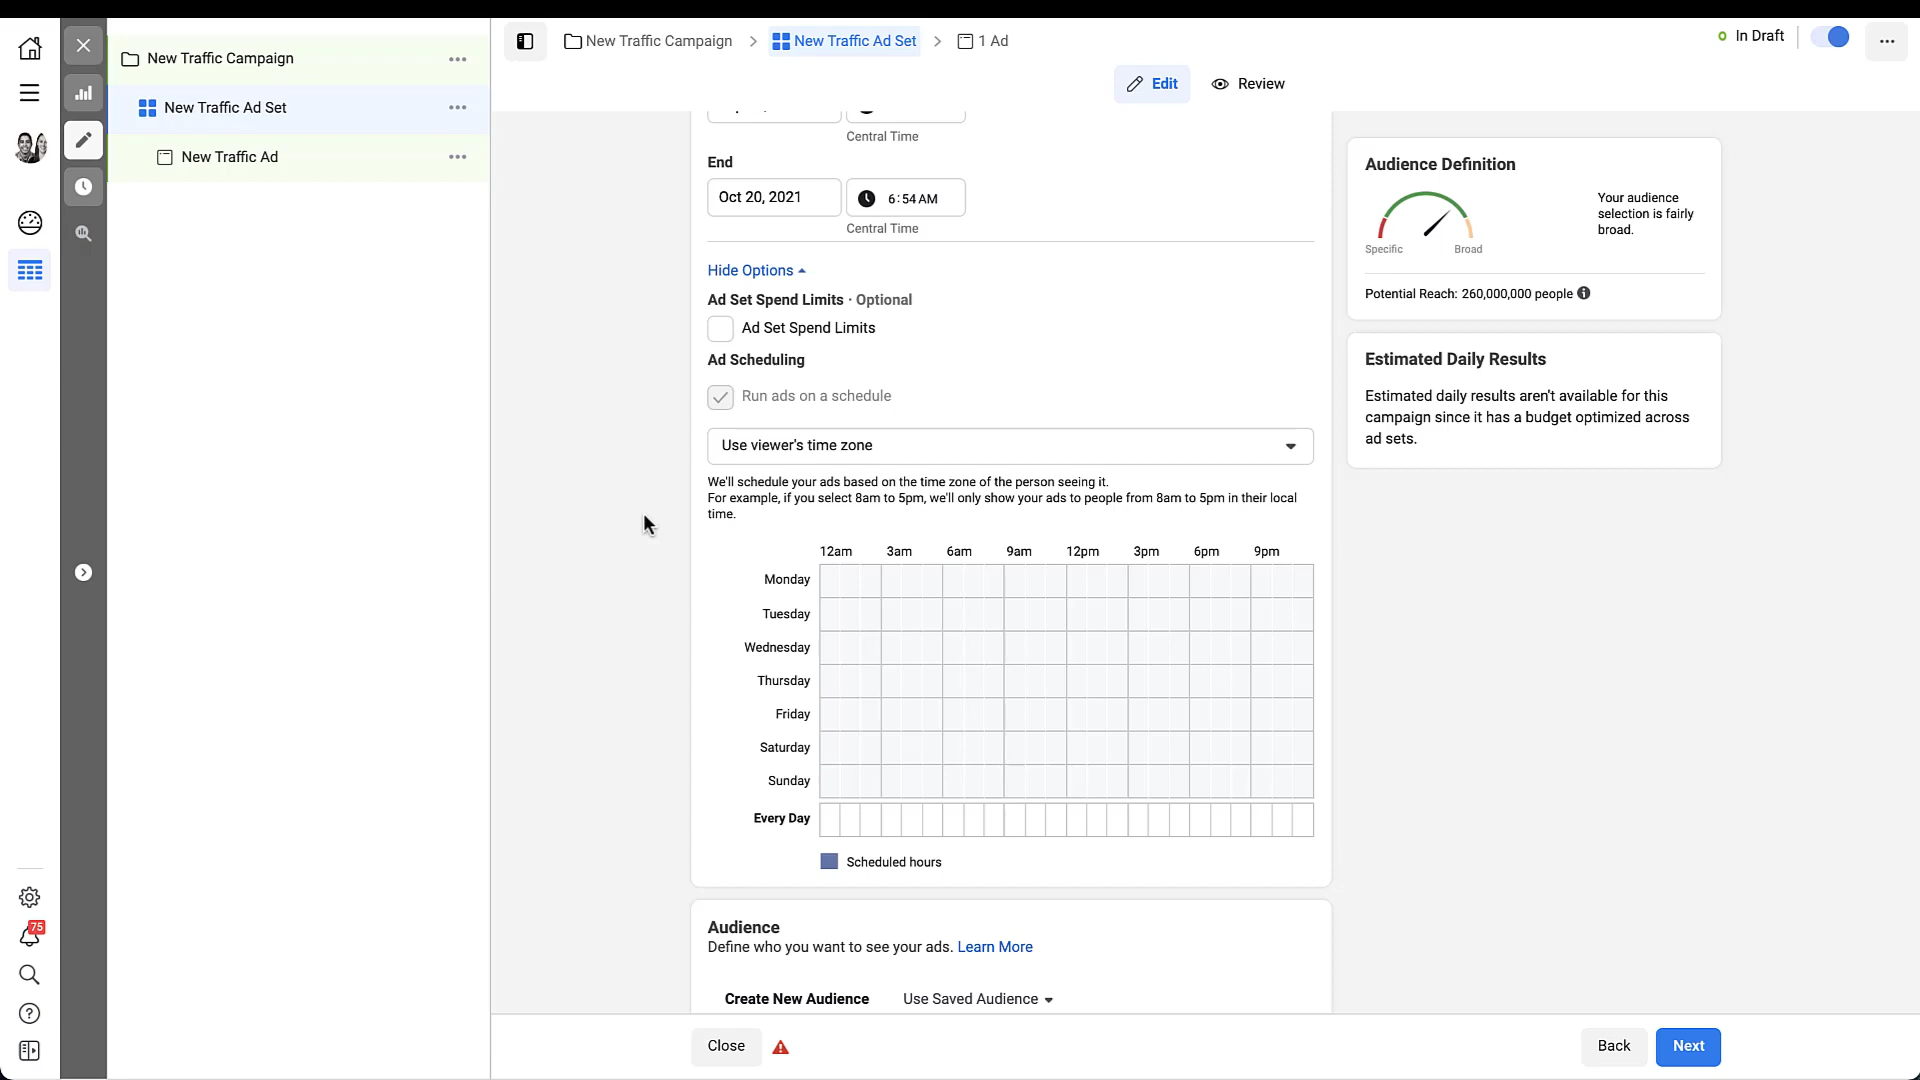 New Traffic Campaign
New Traffic Ad Set
New Traffic Ad
75
New Traffic Campaign
New Traffic Ad Set
1 Ad
In Draft
Edit
Review
Central Time
End
Oct 20, 2021
6:54 AM
Central Time
Hide Options
Ad Set Spend Limits · Optional
Ad Set Spend Limits
Ad Scheduling
Run ads on a schedule
Use viewer's time zone
We'll schedule your ads based on the time zone of the person seeing it.
For example, if you select 8am to 5pm, we'll only show your ads to people from 8am to 5pm in their local
time.
12am 3am 6am 9am 12pm 3pm 6pm 9pm
Monday
Tuesday
Wednesday
Thursday
Friday
Saturday
Sunday
Every Day
Scheduled hours
Audience
Define who you want to see your ads. Learn More
Create New Audience
Use Saved Audience
Close
Back
Next
Audience Definition
Specific
Broad
Your audience
selection is fairly
broad.
Potential Reach: 260,000,000 people
Estimated Daily Results
Estimated daily results aren't available for this
campaign since it has a budget optimized across
ad sets.